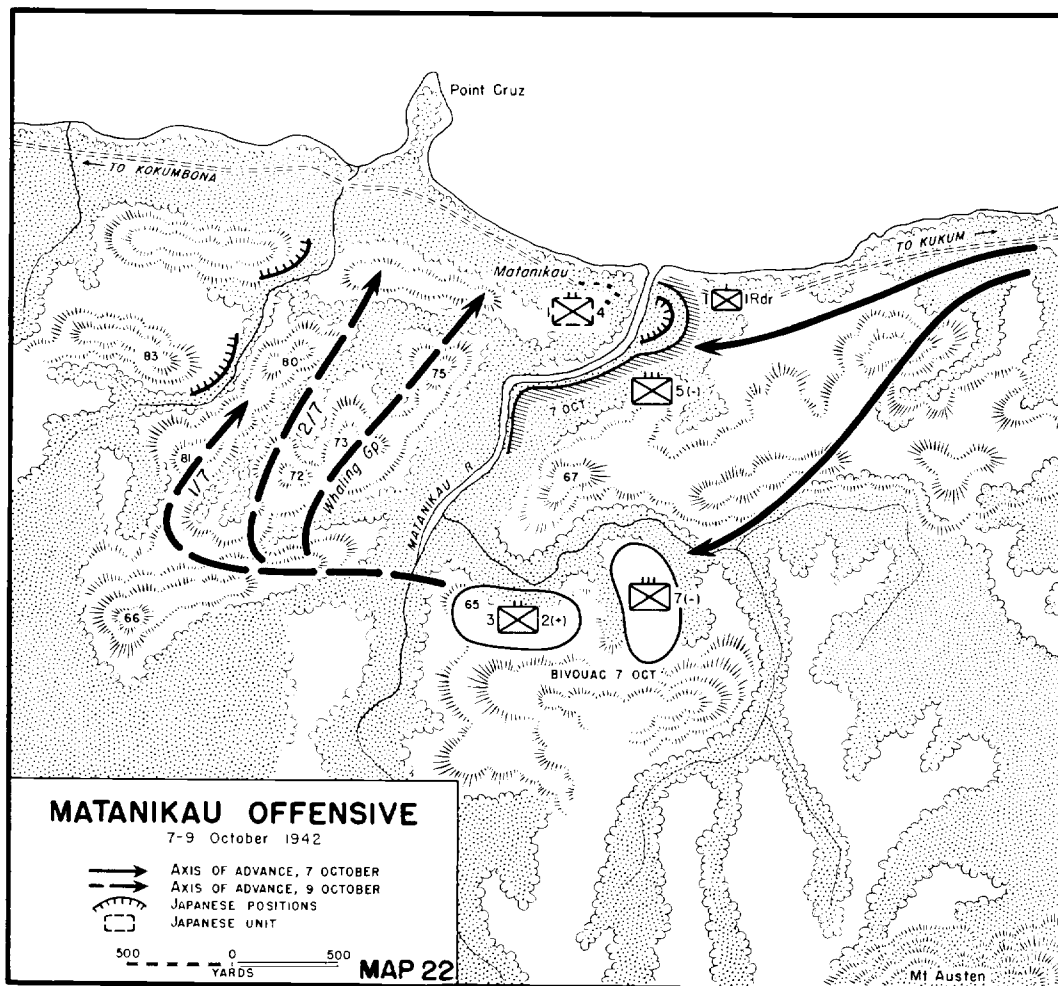 Point Cruz
TO KOKUMBONA
TO KUKUM
Matanikau
1 4
1 1Rdr
83
80
75
5(-)
7 OCT
81
1/7
2/7
73
72
Whaling Gp
67
MATANIKAU R.
65
3 2(+)
7(-)
66
BIVOUAC 7 OCT
MATANIKAU OFFENSIVE
7-9 October 1942
AXIS OF ADVANCE, 7 OCTOBER
AXIS OF ADVANCE, 9 OCTOBER
JAPANESE POSITIONS
JAPANESE UNIT
500 0 500
YARDS
MAP 22
Mt Austen